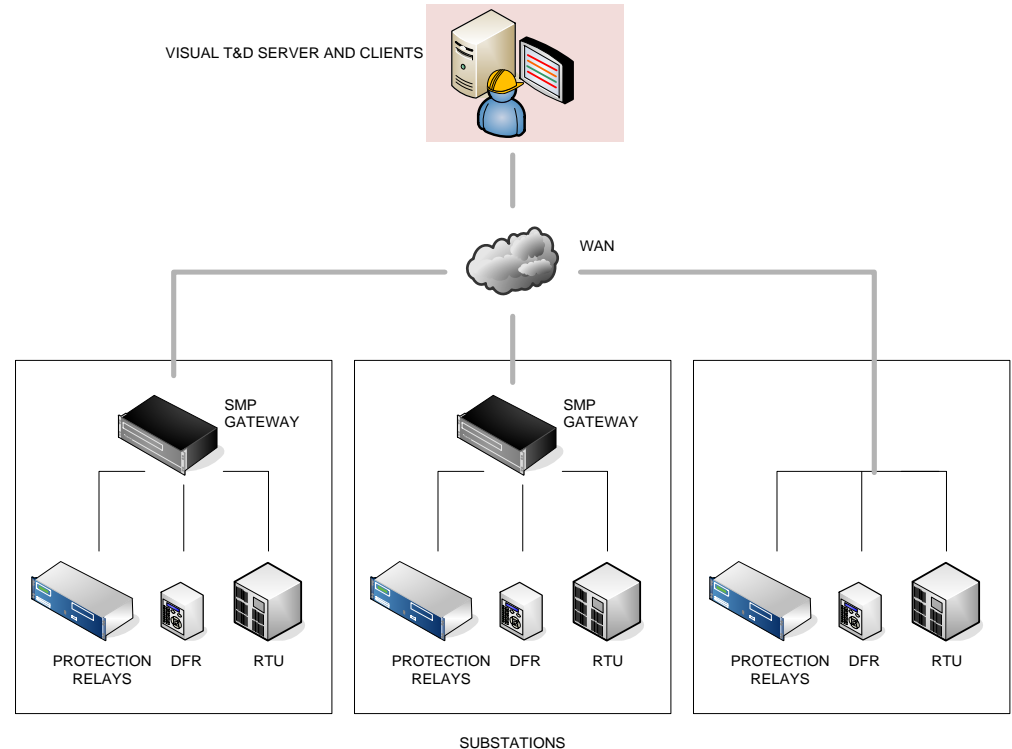 VISUAL T&D SERVER AND CLIENTS
WAN
SMP
GATEWAY
SMP
GATEWAY
PROTECTION
RELAYS
DFR
RTU
PROTECTION
RELAYS
DFR
RTU
PROTECTION
RELAYS
DFR
RTU
SUBSTATIONS